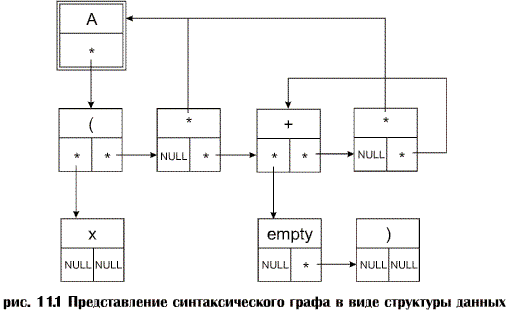 A
*
( * + *
* * NULL * * * NULL *
x empty )
NULL NULL NULL * NULL NULL
рис. 11.1 Представление синтаксического графа в виде структуры данных